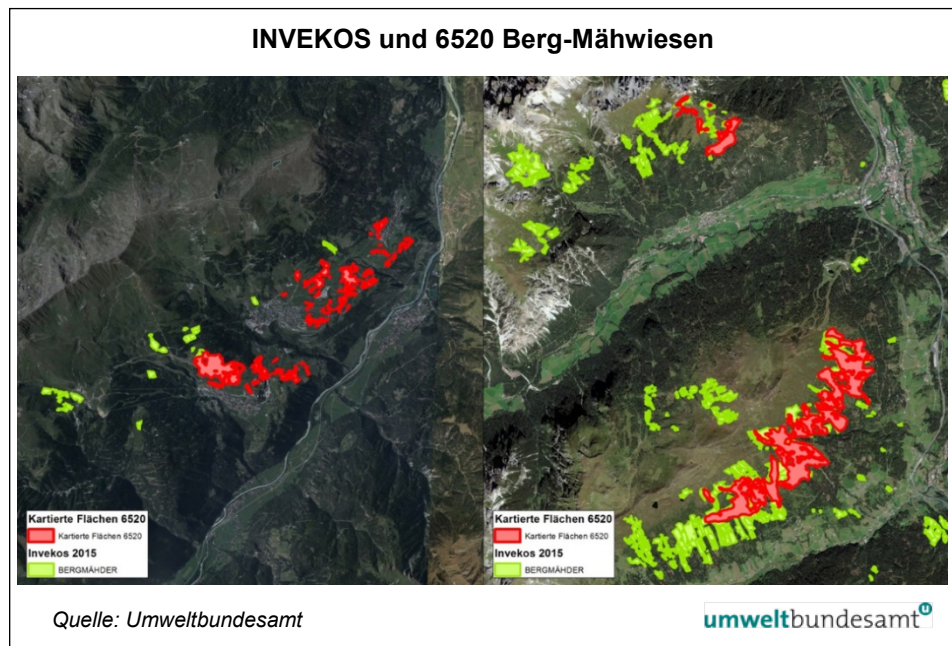 INVEKOS und 6520 Berg-Mähwiesen
Kartierte Flächen 6520
Kartierte Flächen 6520
Invekos 2015
BERGMÄHDER
Kartierte Flächen 6520
Kartierte Flächen 6520
Invekos 2015
BERGMÄHDER
Quelle: Umweltbundesamt
umweltbundesamt
u